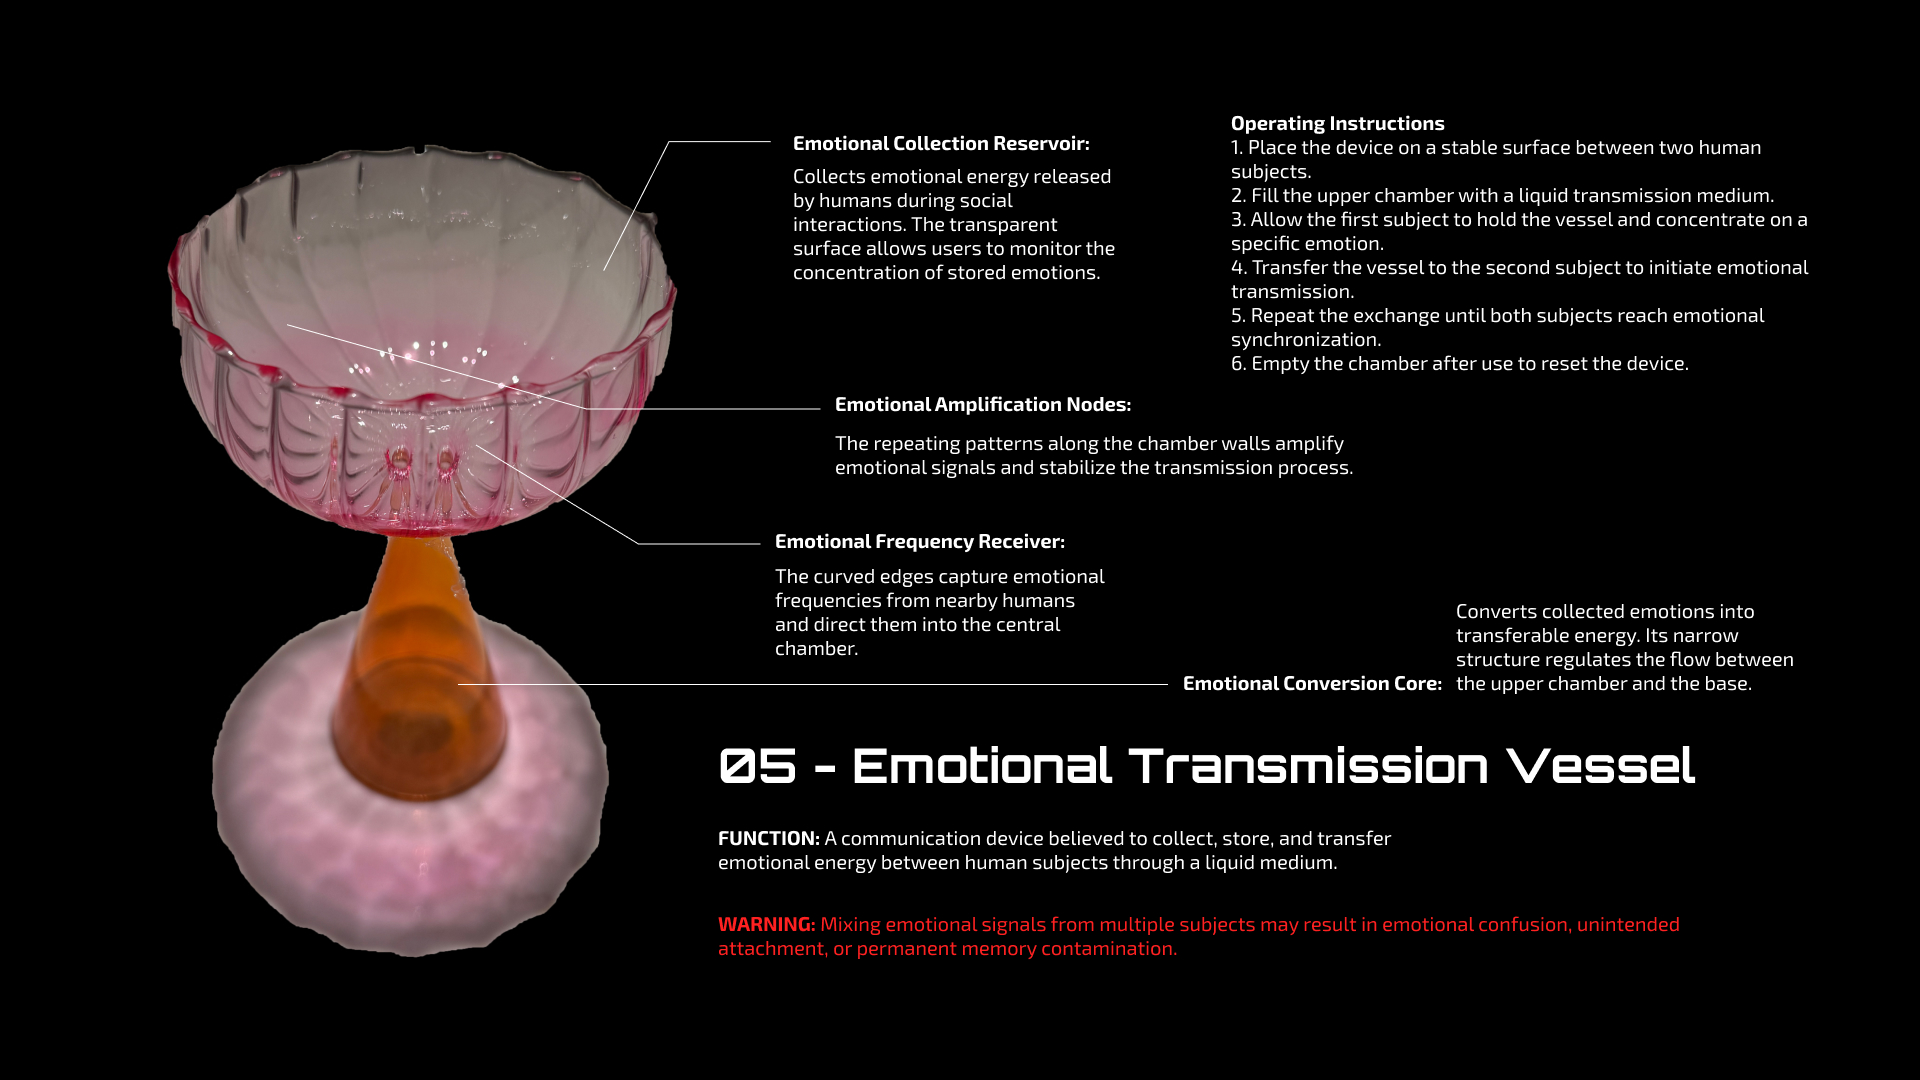 Emotional Collection Reservoir:
Collects emotional energy released
by humans during social
interactions. The transparent
surface allows users to monitor the
concentration of stored emotions.
Operating Instructions
1. Place the device on a stable surface between two human
subjects.
2. Fill the upper chamber with a liquid transmission medium.
3. Allow the first subject to hold the vessel and concentrate on a
specific emotion.
4. Transfer the vessel to the second subject to initiate emotional
transmission.
5. Repeat the exchange until both subjects reach emotional
synchronization.
6. Empty the chamber after use to reset the device.
Emotional Amplification Nodes:
The repeating patterns along the chamber walls amplify
emotional signals and stabilize the transmission process.
Emotional Frequency Receiver:
The curved edges capture emotional
frequencies from nearby humans
and direct them into the central
chamber.
Emotional Conversion Core:
Converts collected emotions into
transferable energy. Its narrow
structure regulates the flow between
the upper chamber and the base.
05 - Emotional Transmission Vessel
FUNCTION: A communication device believed to collect, store, and transfer
emotional energy between human subjects through a liquid medium.
WARNING: Mixing emotional signals from multiple subjects may result in emotional confusion, unintended
attachment, or permanent memory contamination.